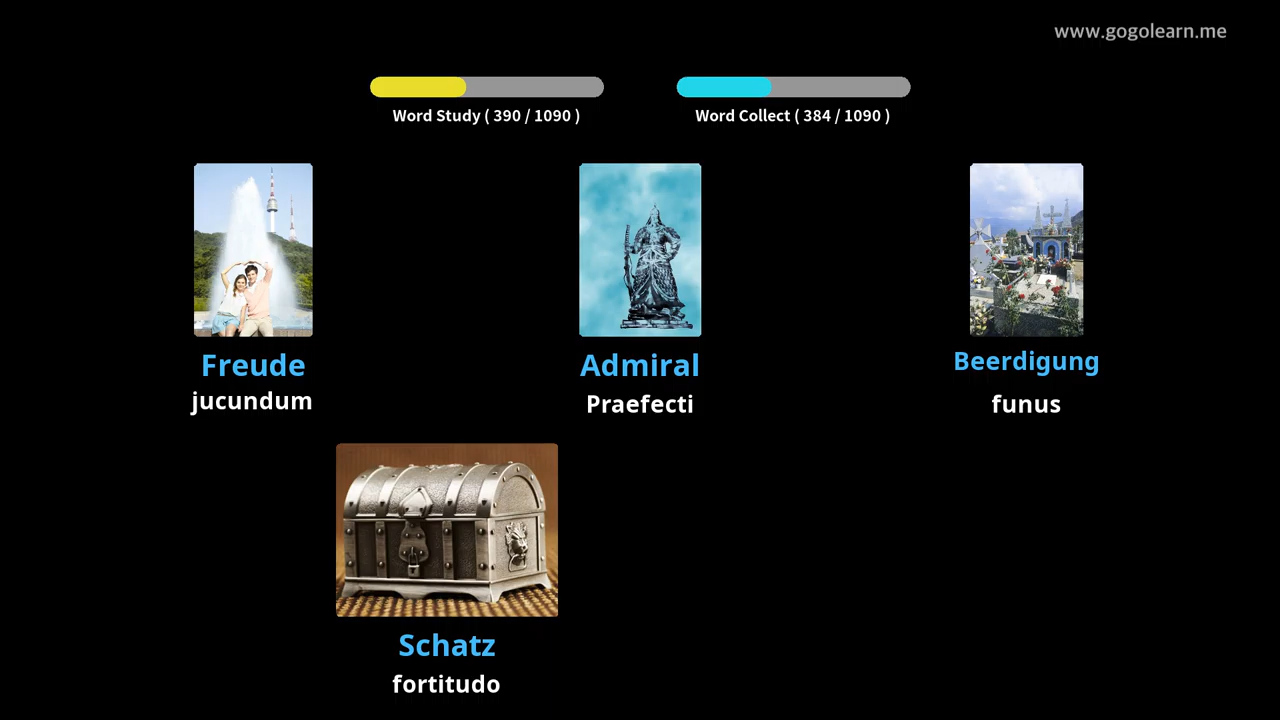 www.gogolearn.me
Word Study ( 390 / 1090 )
Word Collect ( 384 / 1090 )
Freude
jucundum
Admiral
Praefecti
Beerdigung
funus
Schatz
fortitudo